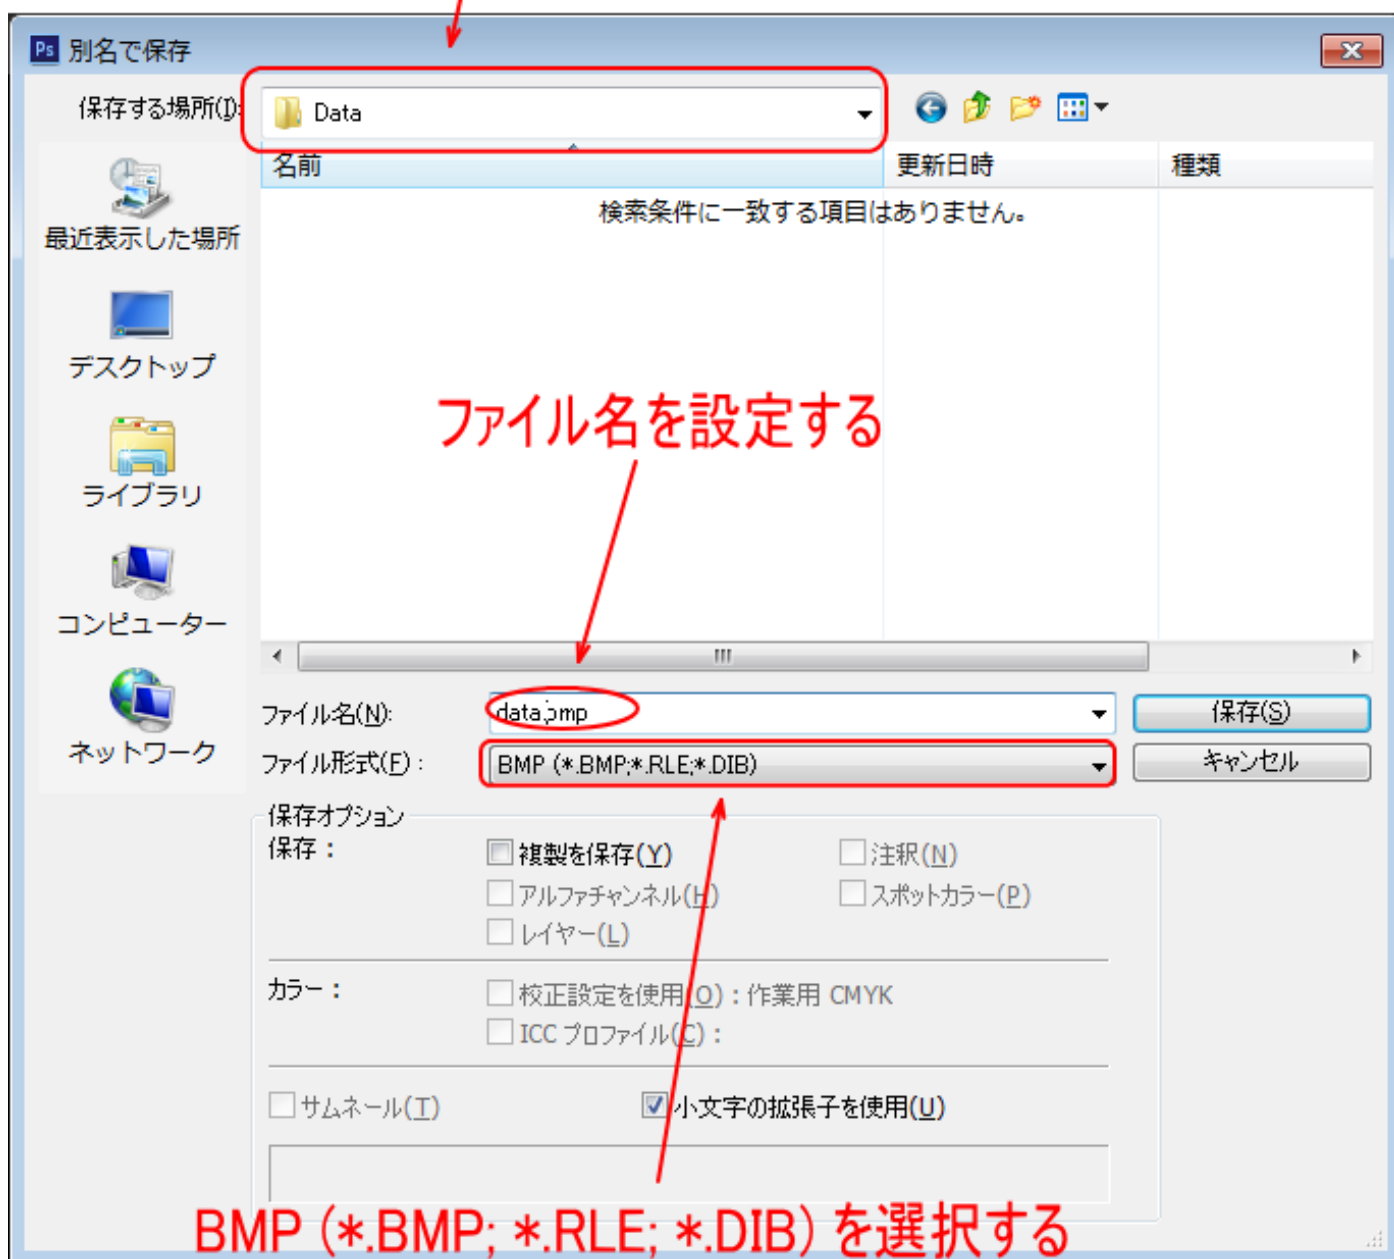 Ps 別名で保存
保存する場所(I):
Data
名前 更新日時 種類
検索条件に一致する項目はありません。
最近表示した場所
デスクトップ
ファイル名を設定する
ライブラリ
コンピューター
ネットワーク
ファイル名(N): data.bmp 保存(S)
ファイル形式(F): BMP (*.BMP;*.RLE;*.DIB) キャンセル
保存オプション
保存: 複製を保存(Y) 注釈(N)
アルファチャンネル(H) スポットカラー(P)
レイヤー(L)
カラー: 校正設定を使用(O):作業用 CMYK
ICC プロファイル(C):
サムネール(T) 小文字の拡張子を使用(U)
BMP (*.BMP; *.RLE; *.DIB) を選択する